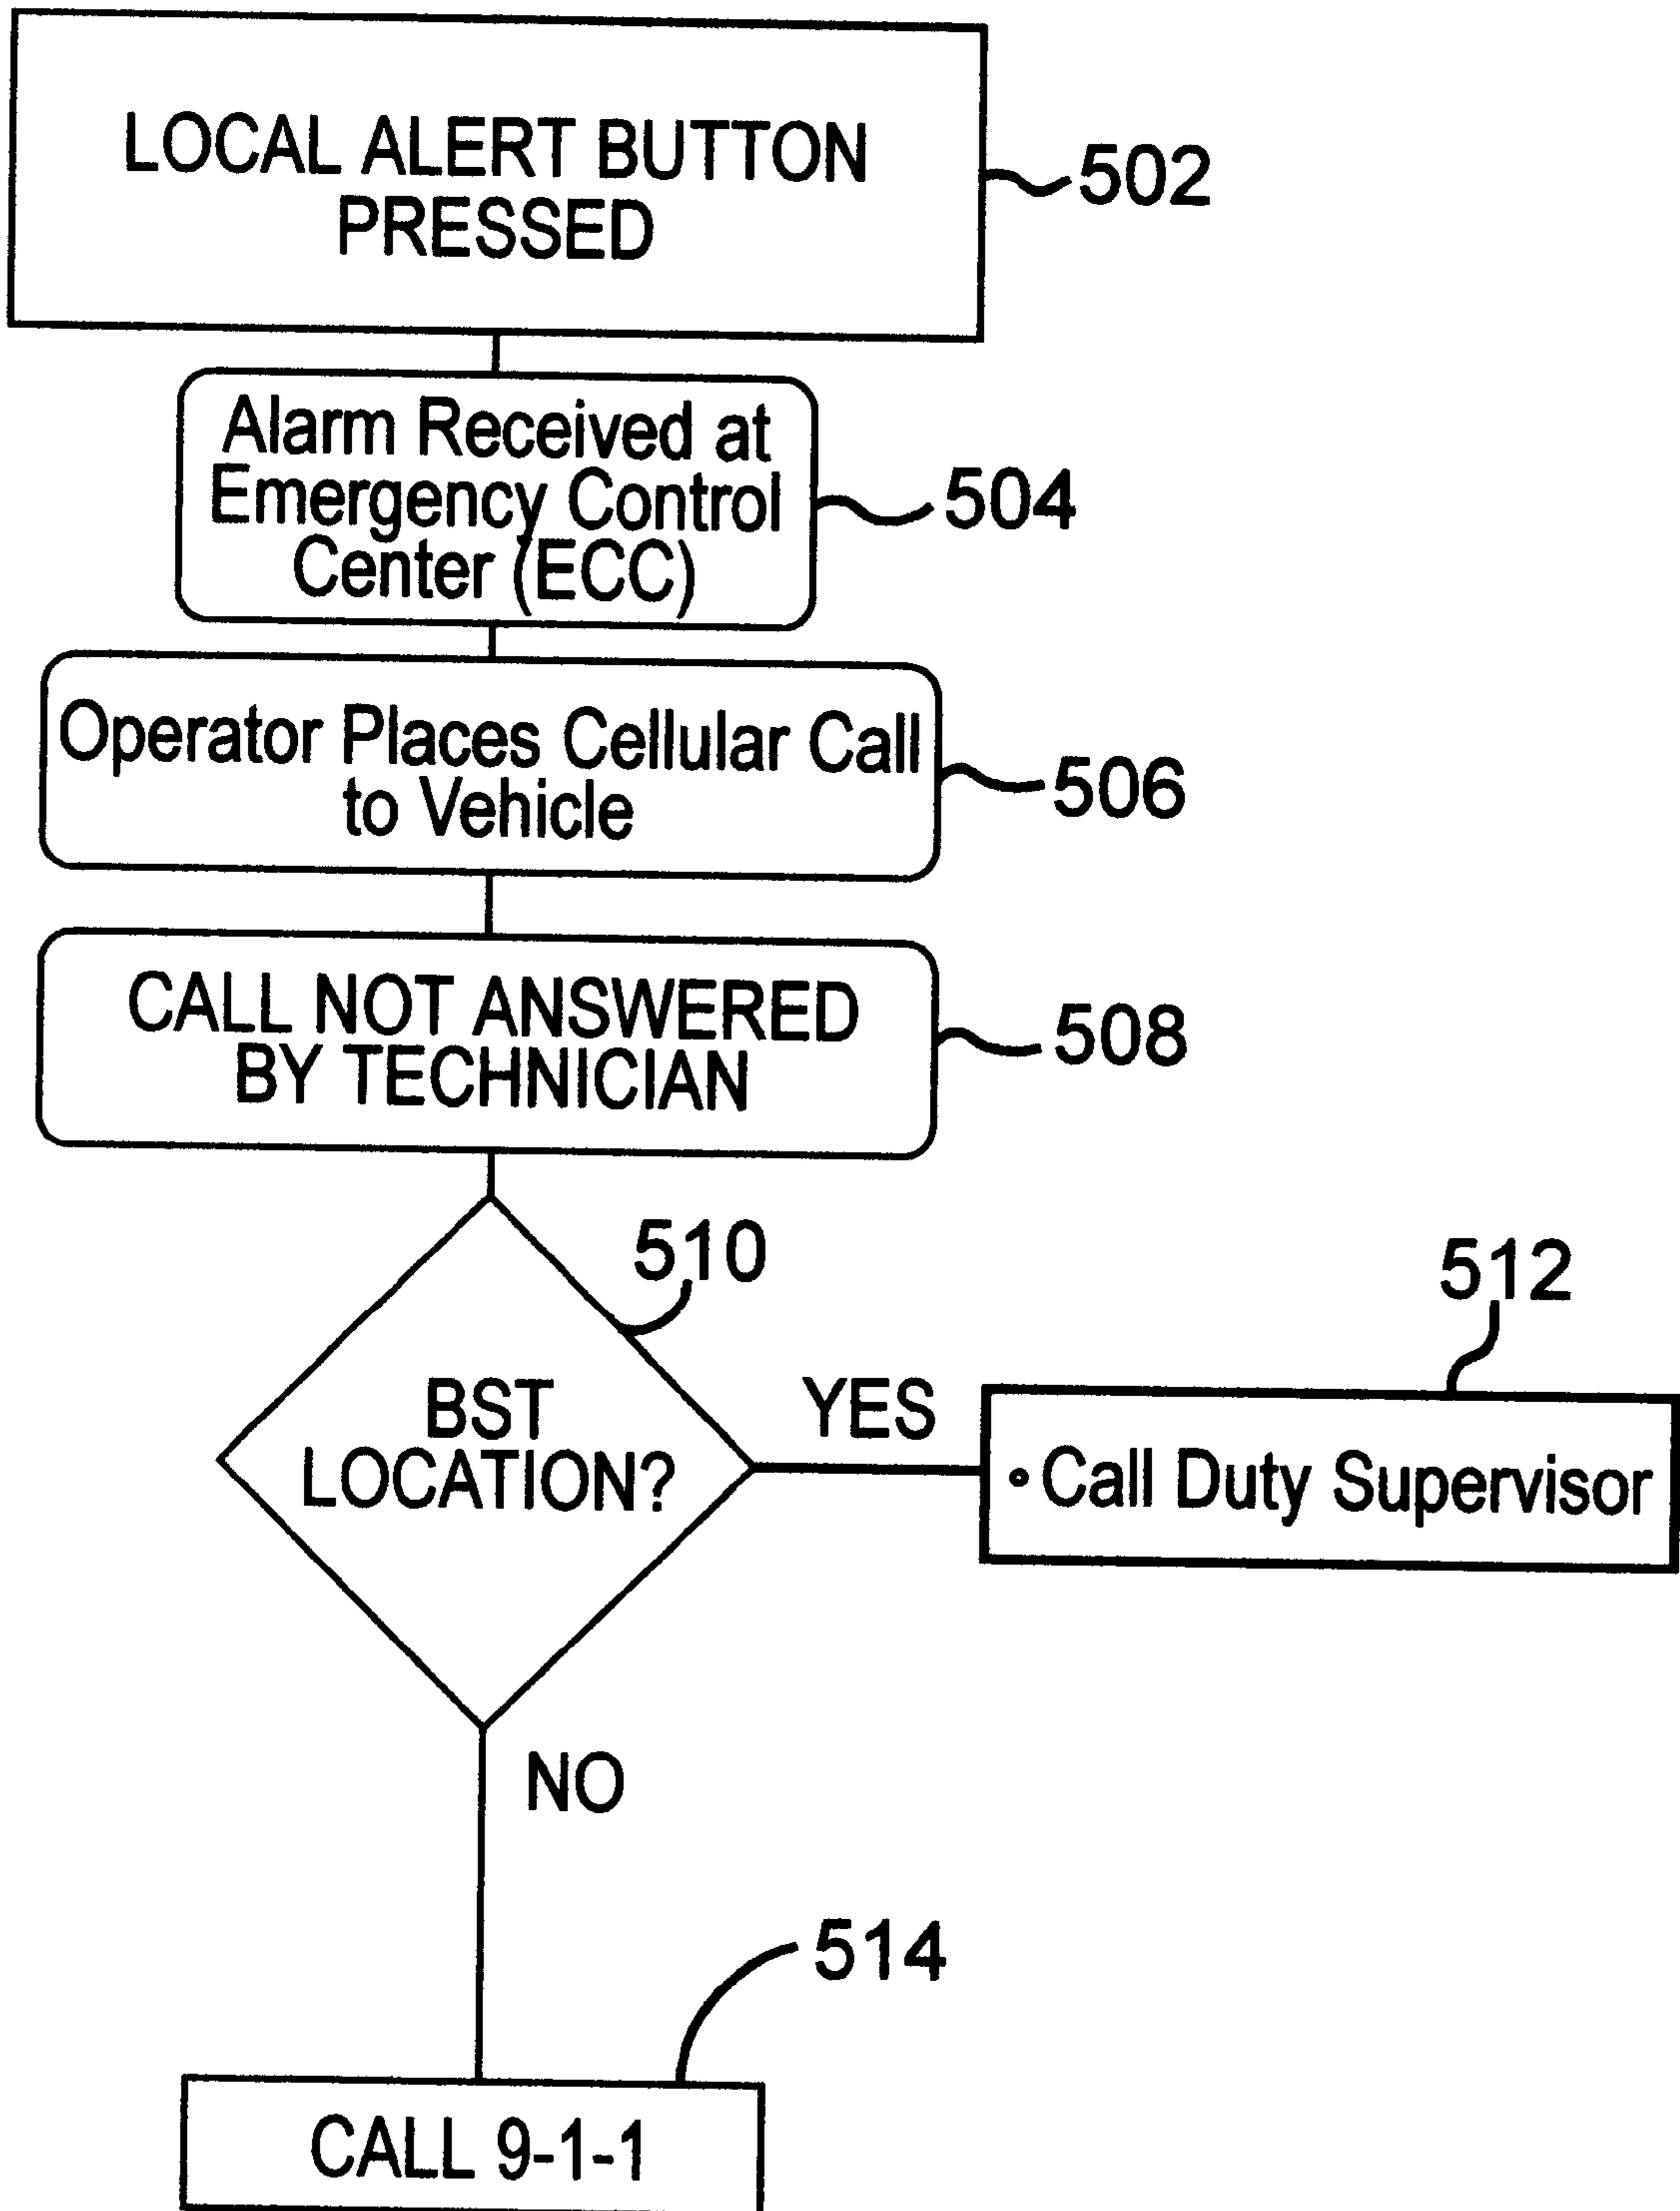 LOCAL ALERT BUTTON
PRESSED
502
Alarm Received at
Emergency Control
Center (ECC)
504
Operator Places Cellular Call
to Vehicle
506
CALL NOT ANSWERED
BY TECHNICIAN
508
510
512
BST
LOCATION?
YES
• Call Duty Supervisor
NO
514
CALL 9-1-1